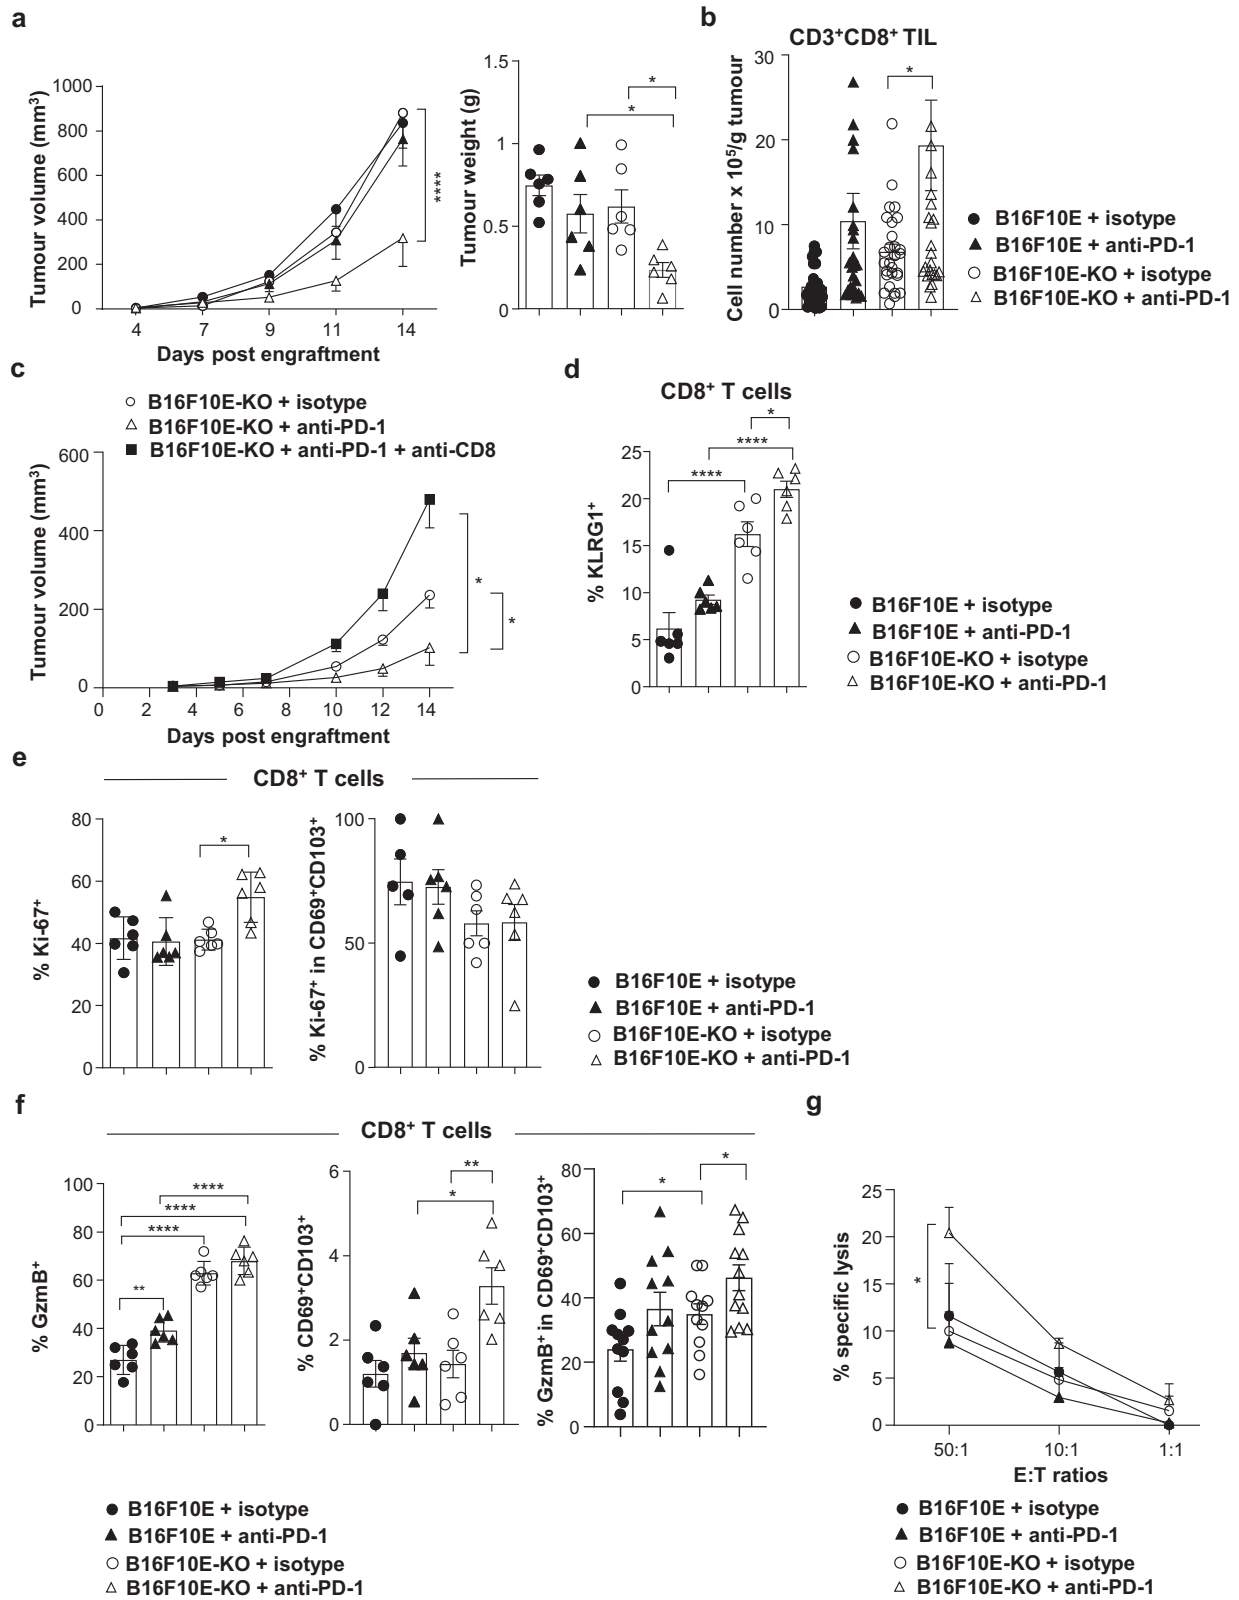 a
Tumour volume (mm³)
1000
800
600
400
200
0
4 7 9 11 14
Days post engraftment
****
Tumour weight (g)
1.5
1
0.5
0
*
*
b
CD3⁺CD8⁺ TIL
Cell number x 10⁵/g tumour
30
20
10
0
*
B16F10E + isotype
B16F10E + anti-PD-1
B16F10E-KO + isotype
B16F10E-KO + anti-PD-1
c
B16F10E-KO + isotype
B16F10E-KO + anti-PD-1
B16F10E-KO + anti-PD-1 + anti-CD8
Tumour volume (mm³)
600
400
200
0
0 2 4 6 8 10 12 14
Days post engraftment
*
*
d
CD8⁺ T cells
% KLRG1⁺
25
20
15
10
5
0
*
****
****
B16F10E + isotype
B16F10E + anti-PD-1
B16F10E-KO + isotype
B16F10E-KO + anti-PD-1
e
CD8⁺ T cells
% Ki-67⁺
80
60
40
20
0
*
% Ki-67⁺ in CD69⁺CD103⁺
100
50
0
B16F10E + isotype
B16F10E + anti-PD-1
B16F10E-KO + isotype
B16F10E-KO + anti-PD-1
f
CD8⁺ T cells
% GzmB⁺
100
80
60
40
20
0
****
****
****
**
% CD69⁺CD103⁺
6
4
2
0
**
*
% GzmB⁺ in CD69⁺CD103⁺
80
60
40
20
0
*
*
B16F10E + isotype
B16F10E + anti-PD-1
B16F10E-KO + isotype
B16F10E-KO + anti-PD-1
g
% specific lysis
25
20
15
10
5
0
*
50:1 10:1 1:1
E:T ratios
B16F10E + isotype
B16F10E + anti-PD-1
B16F10E-KO + isotype
B16F10E-KO + anti-PD-1